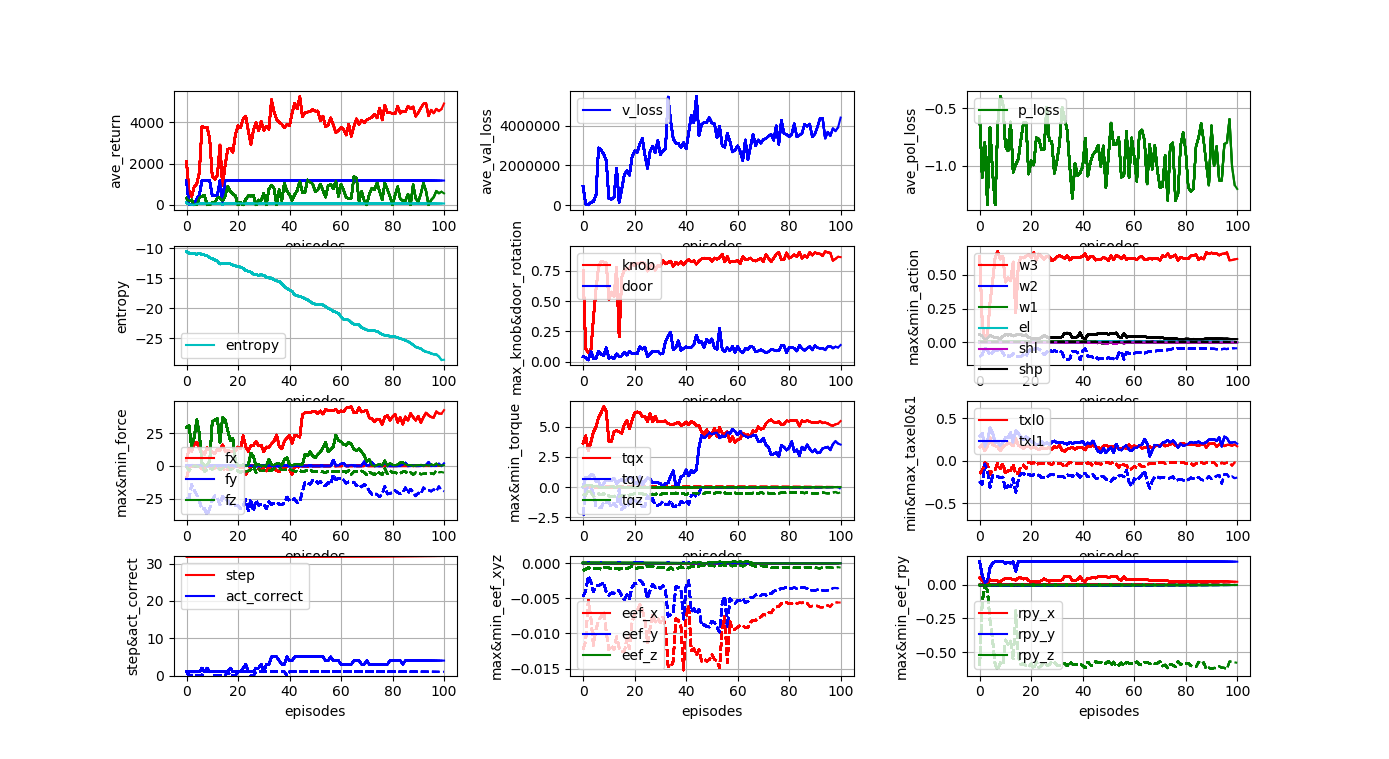 ave_return
4000
2000
0
0 20 40 60 80 100
episodes
ave_val_loss
4000000
2000000
0
v_loss
0 20 40 60 80 100
episodes
ave_pol_loss
−0.5
−1.0
p_loss
0 20 40 60 80 100
episodes
entropy
−10
−15
−20
−25
entropy
0 20 40 60 80 100
episodes
max_knob&door_rotation
0.75
0.50
0.25
0.00
knob
door
0 20 40 60 80 100
episodes
max&min_action
0.50
0.25
0.00
w3
w2
w1
el
shl
shp
0 20 40 60 80 100
episodes
max&min_force
25
0
−25
fx
fy
fz
0 20 40 60 80 100
episodes
max&min_torque
5.0
2.5
0.0
−2.5
tqx
tqy
tqz
0 20 40 60 80 100
episodes
min&max_taxel0&1
0.5
0.0
−0.5
txl0
txl1
0 20 40 60 80 100
episodes
step&act_correct
30
20
10
0
step
act_correct
0 20 40 60 80 100
episodes
max&min_eef_xyz
0.000
−0.005
−0.010
−0.015
eef_x
eef_y
eef_z
0 20 40 60 80 100
episodes
max&min_eef_rpy
0.00
−0.25
−0.50
rpy_x
rpy_y
rpy_z
0 20 40 60 80 100
episodes